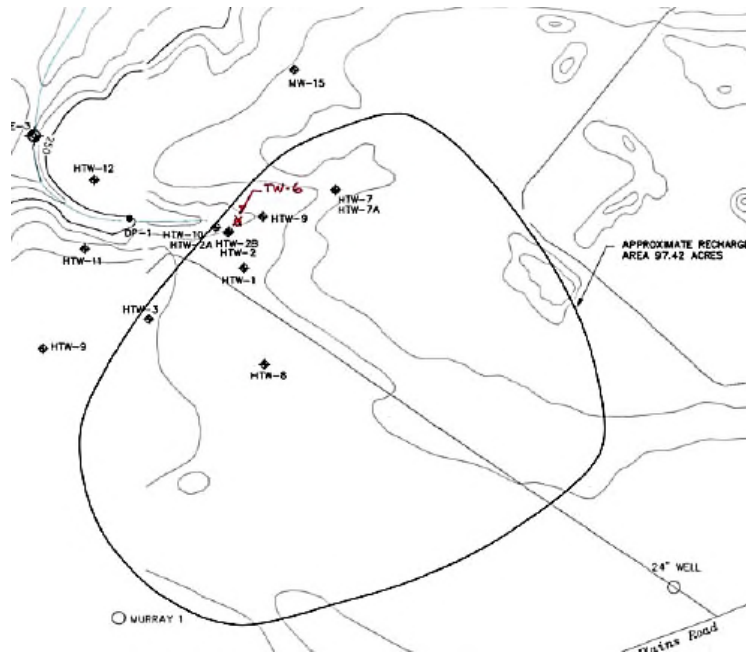 MW-15
E-3
250
HTW-12
TW-6
HTW-7
HTW-7A
HTW-9
DP-1
HTW-10
HTW-2A
HTW-2B
HTW-2
HTW-11
APPROXIMATE RECHARGE
AREA 97.42 ACRES
HTW-1
HTW-3
HTW-9
HTW-8
24" WELL
MURRAY 1
Plains Road